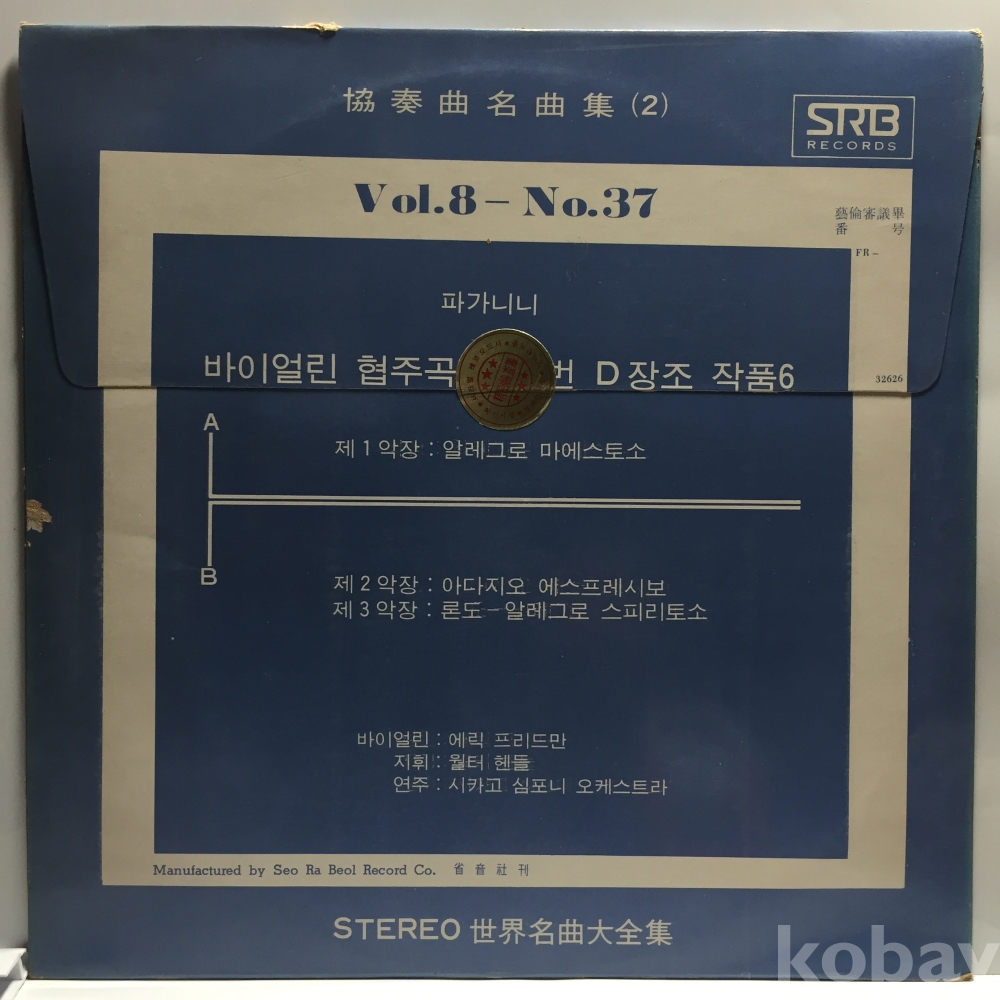 協奏曲名曲集 (2)
SRB
RECORDS
Vol.8 – No.37
藝倫審議畢
番 号
FR –
파가니니
바이얼린 협주곡 번 D장조 작품6
32626
A
제 1 악장 : 알레그로 마에스토소
B
제 2 악장 : 아다지오 에스프레시보
제 3 악장 : 론도 – 알레그로 스피리토소
바이얼린 : 에릭 프리드만
지휘 : 월터 헨들
연주 : 시카고 심포니 오케스트라
Manufactured by Seo Ra Beol Record Co. 省音社刊
STEREO 世界名曲大全集
kobay